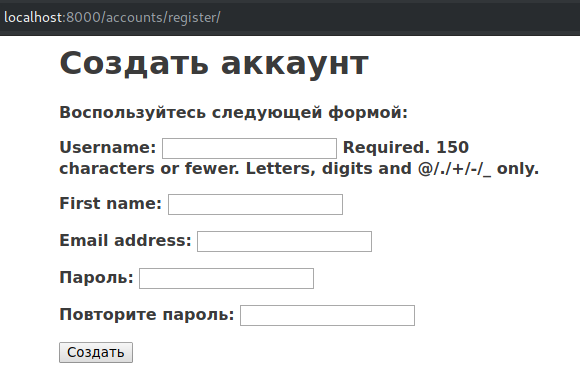 localhost:8000/accounts/register/
Создать аккаунт
Воспользуйтесь следующей формой:
Username: Required. 150
characters or fewer. Letters, digits and @/./+/-/_ only.
First name:
Email address:
Пароль:
Повторите пароль:
Создать